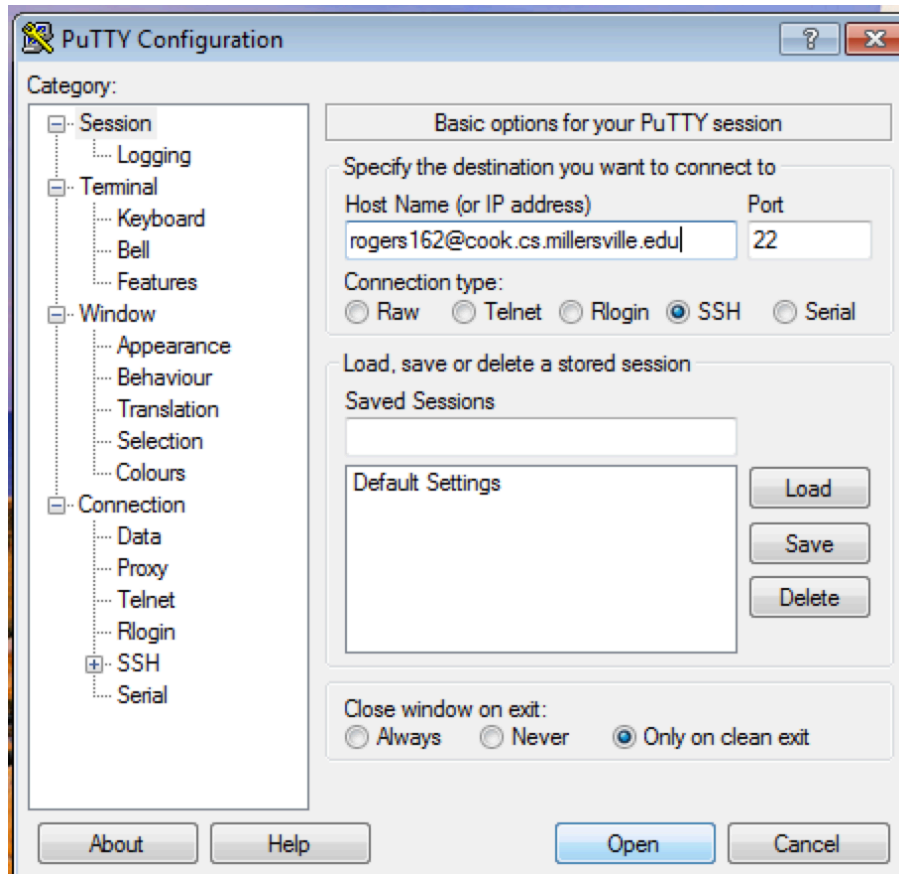 PuTTY Configuration
Category:
Session
Logging
Terminal
Keyboard
Bell
Features
Window
Appearance
Behaviour
Translation
Selection
Colours
Connection
Data
Proxy
Telnet
Rlogin
SSH
Serial
Basic options for your PuTTY session
Specify the destination you want to connect to
Host Name (or IP address) Port
rogers162@cook.cs.millersville.edu 22
Connection type:
Raw Telnet Rlogin SSH Serial
Load, save or delete a stored session
Saved Sessions
Default Settings
Load
Save
Delete
Close window on exit:
Always Never Only on clean exit
About Help Open Cancel